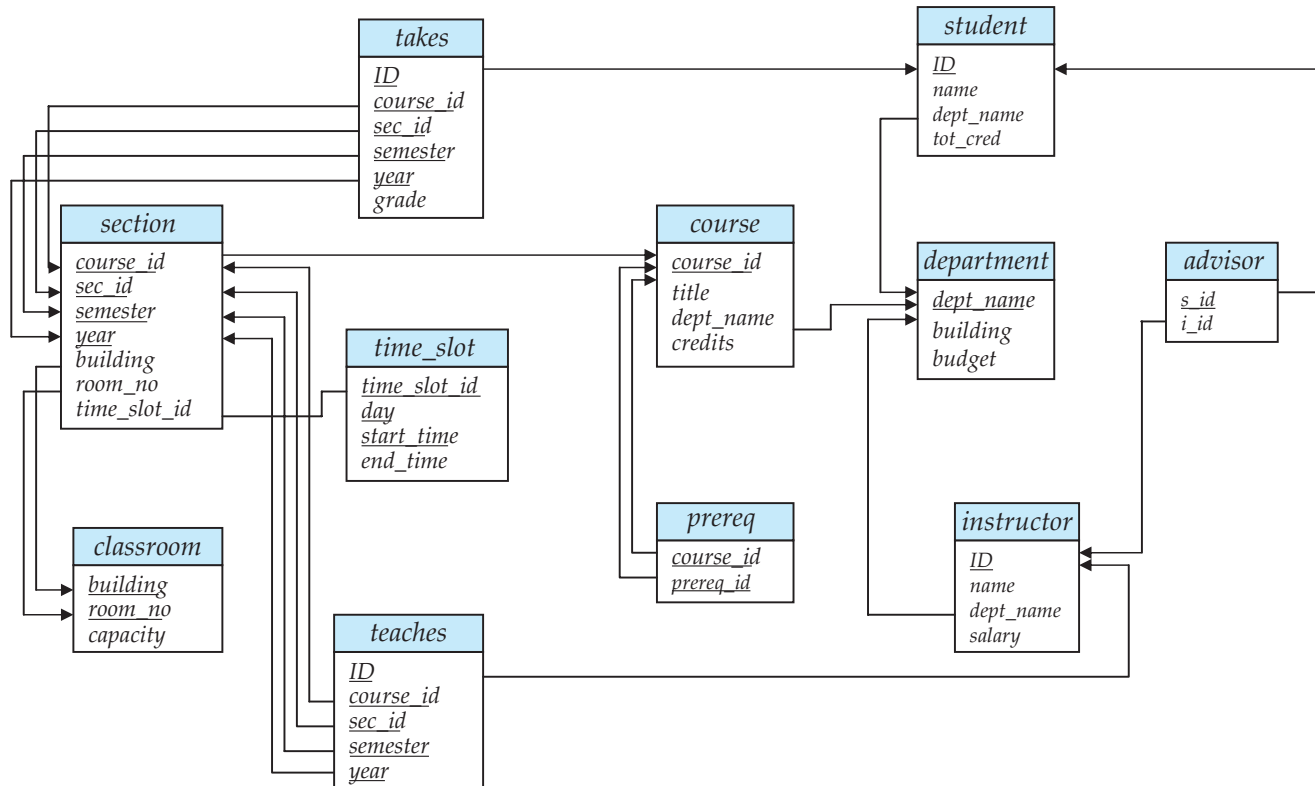 takes
ID
course_id
sec_id
semester
year
grade
student
ID
name
dept_name
tot_cred
section
course_id
sec_id
semester
year
building
room_no
time_slot_id
course
course_id
title
dept_name
credits
department
dept_name
building
budget
advisor
s_id
i_id
time_slot
time_slot_id
day
start_time
end_time
classroom
building
room_no
capacity
prereq
course_id
prereq_id
instructor
ID
name
dept_name
salary
teaches
ID
course_id
sec_id
semester
year